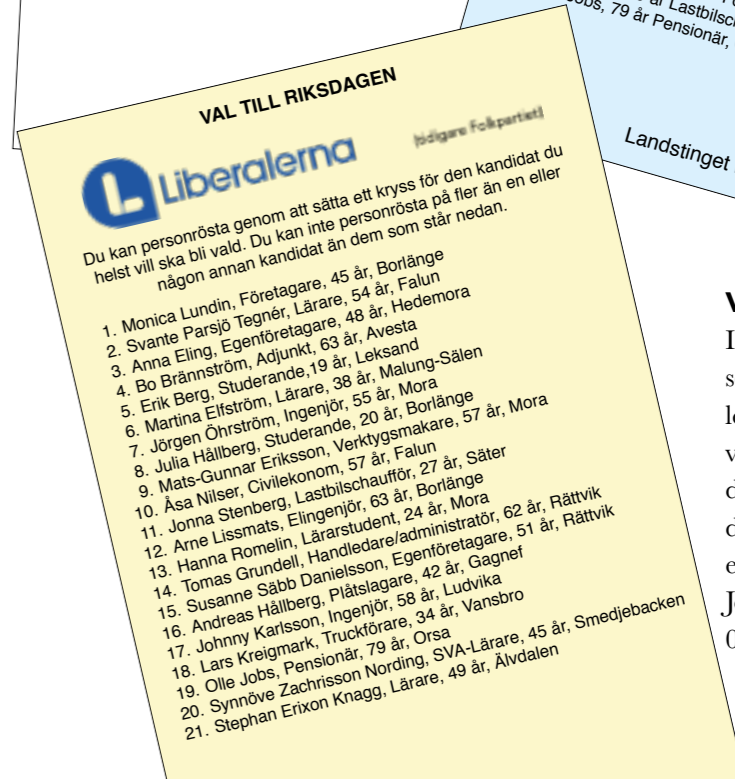 VAL TILL RIKSDAGEN
Liberalerna
(tidigare Folkpartiet)
Du kan personrösta genom att sätta ett kryss för den kandidat du
helst vill ska bli vald. Du kan inte personrösta på fler än en eller
någon annan kandidat än dem som står nedan.
1. Monica Lundin, Företagare, 45 år, Borlänge
2. Svante Parsjö Tegnér, Lärare, 54 år, Falun
3. Anna Eling, Egenföretagare, 48 år, Hedemora
4. Bo Brännström, Adjunkt, 63 år, Avesta
5. Erik Berg, Studerande,19 år, Leksand
6. Martina Elfström, Lärare, 38 år, Malung-Sälen
7. Jörgen Öhrström, Ingenjör, 55 år, Mora
8. Julia Hållberg, Studerande, 20 år, Borlänge
9. Mats-Gunnar Eriksson, Verktygsmakare, 57 år, Mora
10. Åsa Nilser, Civilekonom, 57 år, Falun
11. Jonna Stenberg, Lastbilschaufför, 27 år, Säter
12. Arne Lissmats, Elingenjör, 63 år, Borlänge
13. Hanna Romelin, Lärarstudent, 24 år, Mora
14. Tomas Grundell, Handledare/administratör, 62 år, Rättvik
15. Susanne Säbb Danielsson, Egenföretagare, 51 år, Rättvik
16. Andreas Hållberg, Plåtslagare, 42 år, Gagnef
17. Johnny Karlsson, Ingenjör, 58 år, Ludvika
18. Lars Kreigmark, Truckförare, 34 år, Vansbro
19. Olle Jobs, Pensionär, 79 år, Orsa
20. Synnöve Zachrisson Nording, SVA-Lärare, 45 år, Smedjebacken
21. Stephan Erixon Knagg, Lärare, 49 år, Älvdalen
år Lastbilsc
obs, 79 år Pensionär,
Landstinget